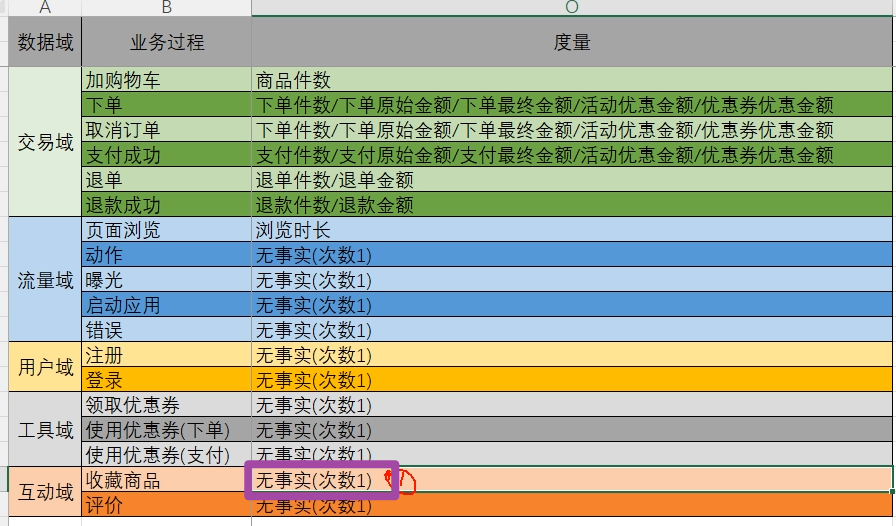 A B O
数据域 业务过程 度量
交易域
加购物车 商品件数
下单 下单件数/下单原始金额/下单最终金额/活动优惠金额/优惠券优惠金额
取消订单 下单件数/下单原始金额/下单最终金额/活动优惠金额/优惠券优惠金额
支付成功 支付件数/支付原始金额/支付最终金额/活动优惠金额/优惠券优惠金额
退单 退单件数/退单金额
退款成功 退款件数/退款金额
流量域
页面浏览 浏览时长
动作 无事实(次数1)
曝光 无事实(次数1)
启动应用 无事实(次数1)
错误 无事实(次数1)
用户域
注册 无事实(次数1)
登录 无事实(次数1)
工具域
领取优惠券 无事实(次数1)
使用优惠券(下单) 无事实(次数1)
使用优惠券(支付) 无事实(次数1)
互动域
收藏商品 无事实(次数1)
评价 无事实(次数1)